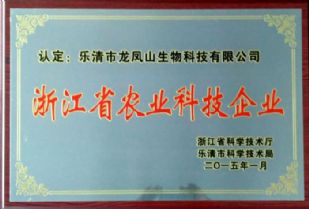 认定：乐清市龙凤山生物科技有限公司
浙江省农业科技企业
浙江省科学技术厅
乐清市科学技术局
二〇一五年一月